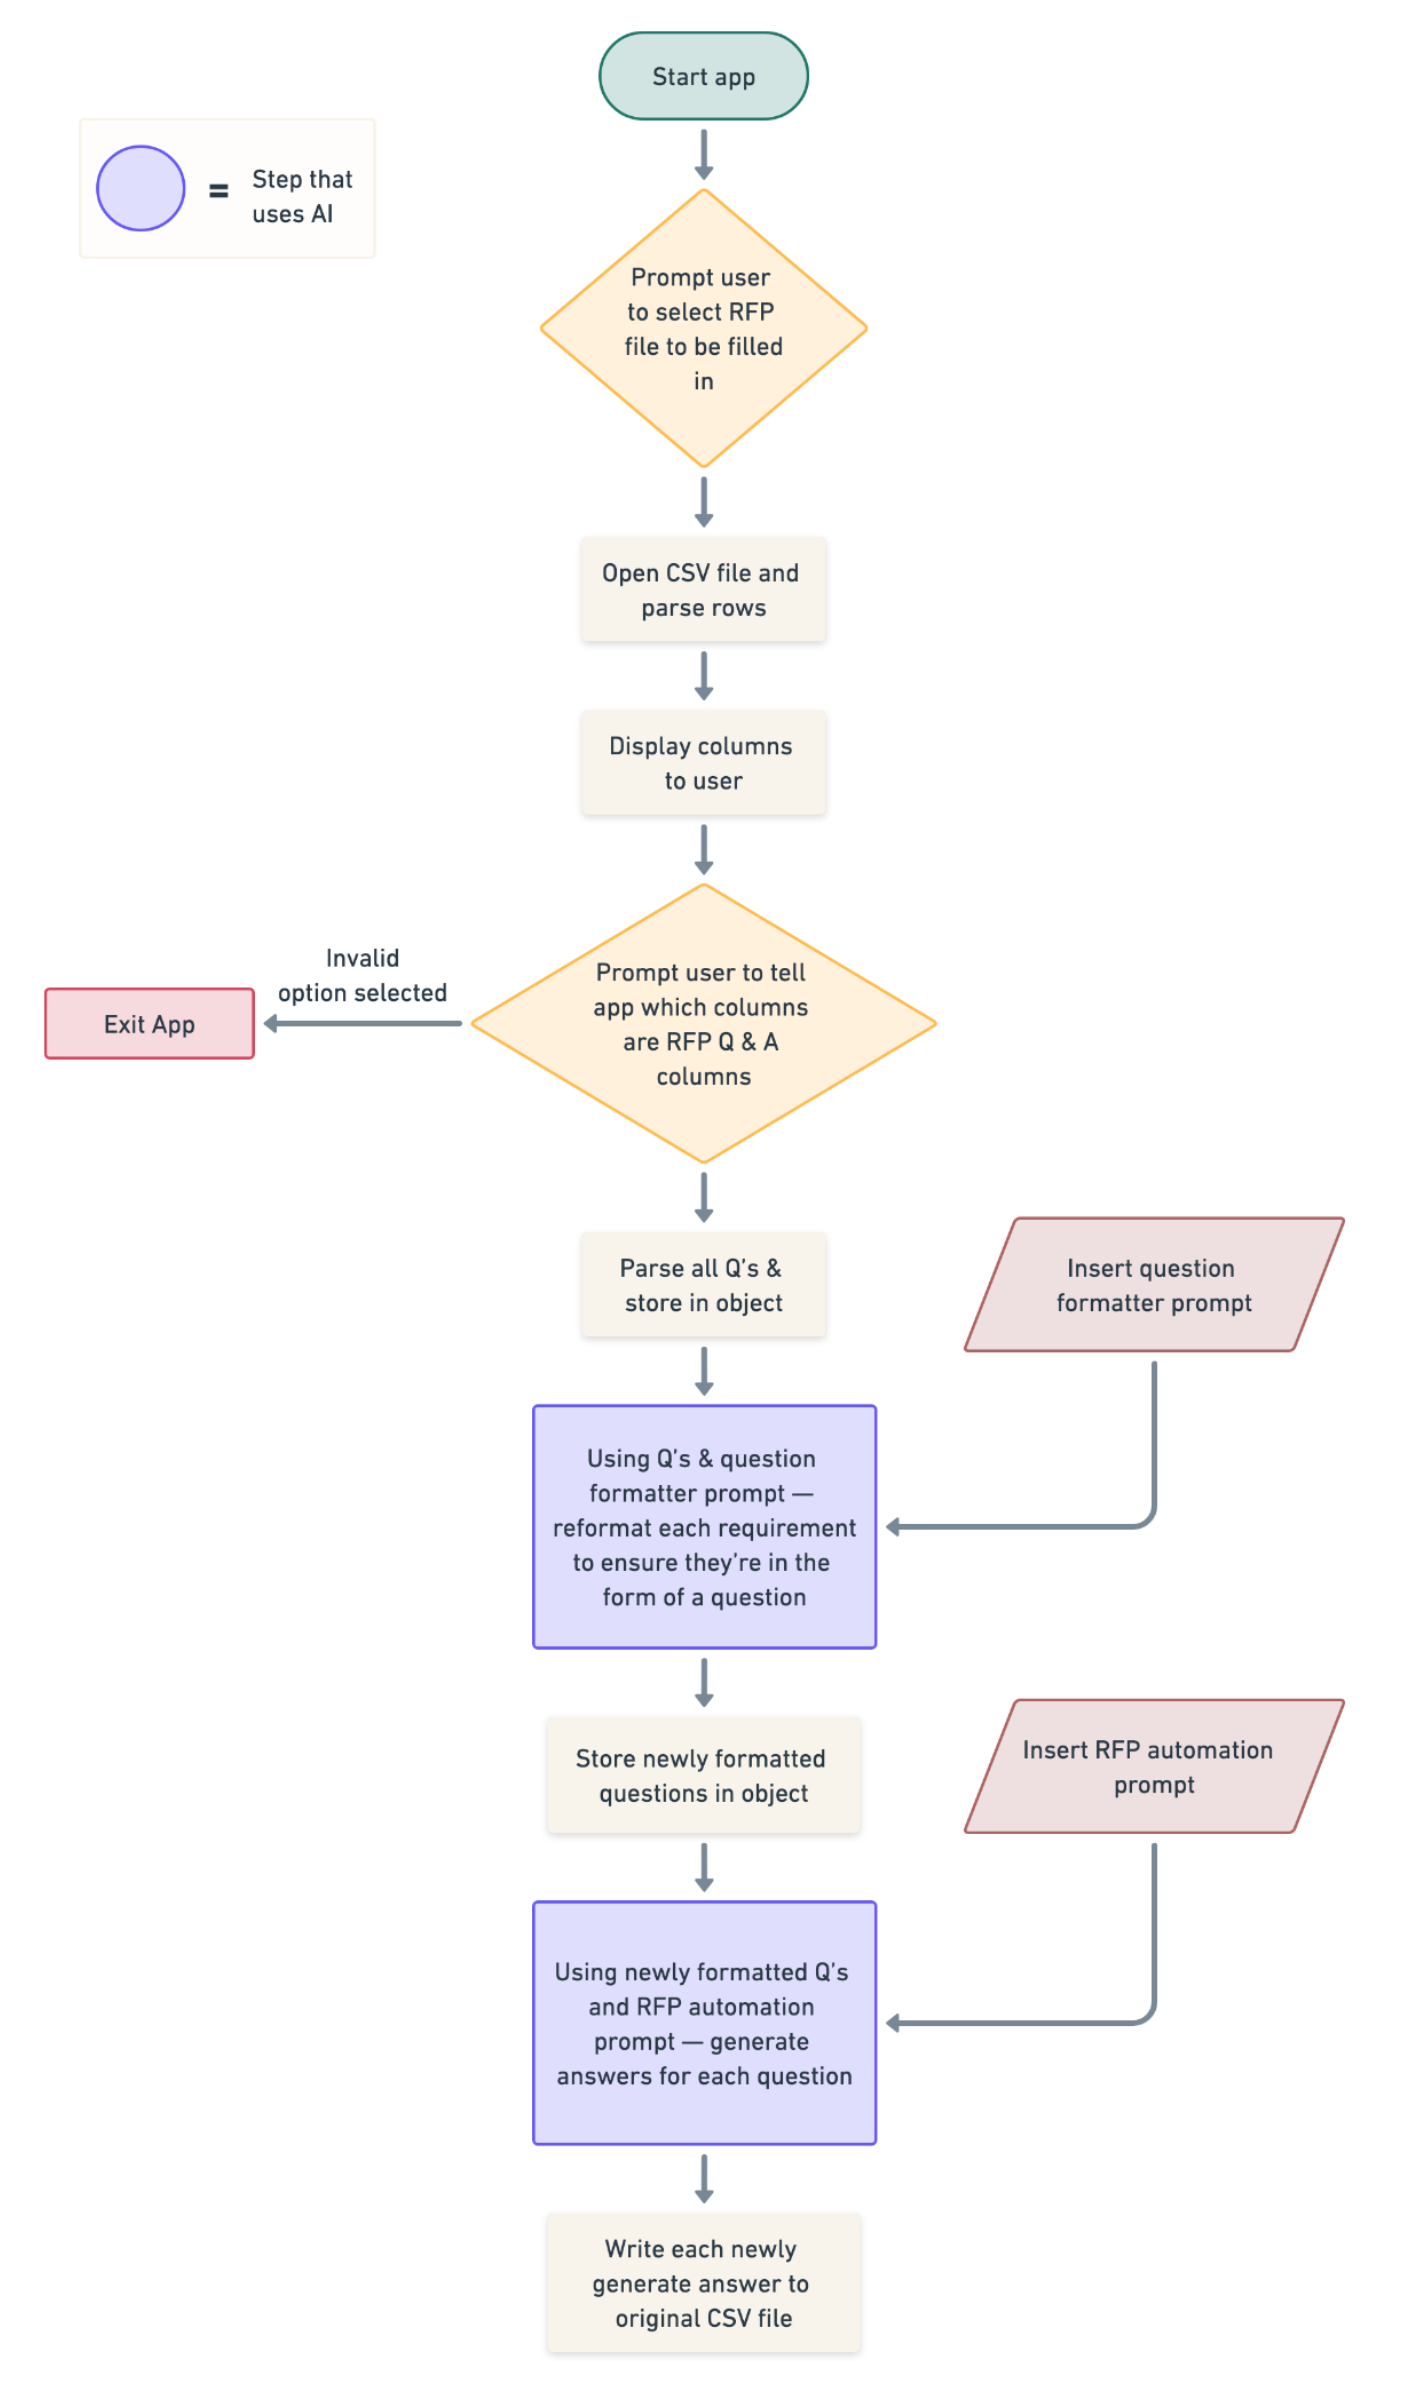 Start app
=
Step that
uses AI
Prompt user
to select RFP
file to be filled
in
Open CSV file and
parse rows
Display columns
to user
Invalid
option selected
Exit App
Prompt user to tell
app which columns
are RFP Q & A
columns
Parse all Q’s &
store in object
Insert question
formatter prompt
Using Q’s & question
formatter prompt —
reformat each requirement
to ensure they’re in the
form of a question
Store newly formatted
questions in object
Insert RFP automation
prompt
Using newly formatted Q’s
and RFP automation
prompt — generate
answers for each question
Write each newly
generate answer to
original CSV file